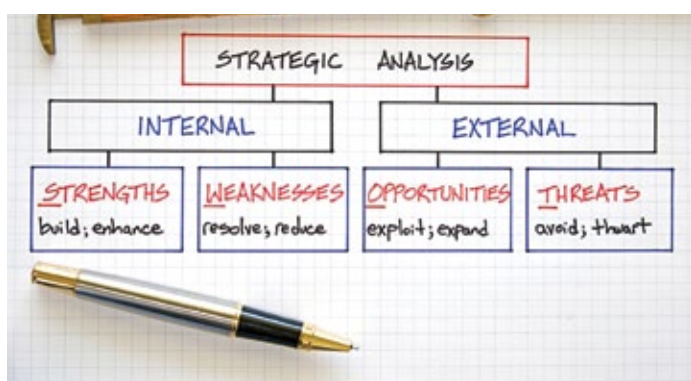 STRATEGIC ANALYSIS
INTERNAL
EXTERNAL
STRENGTHS
build; enhance
WEAKNESSES
resolve; reduce
OPPORTUNITIES
exploit; expand
THREATS
avoid; thwart